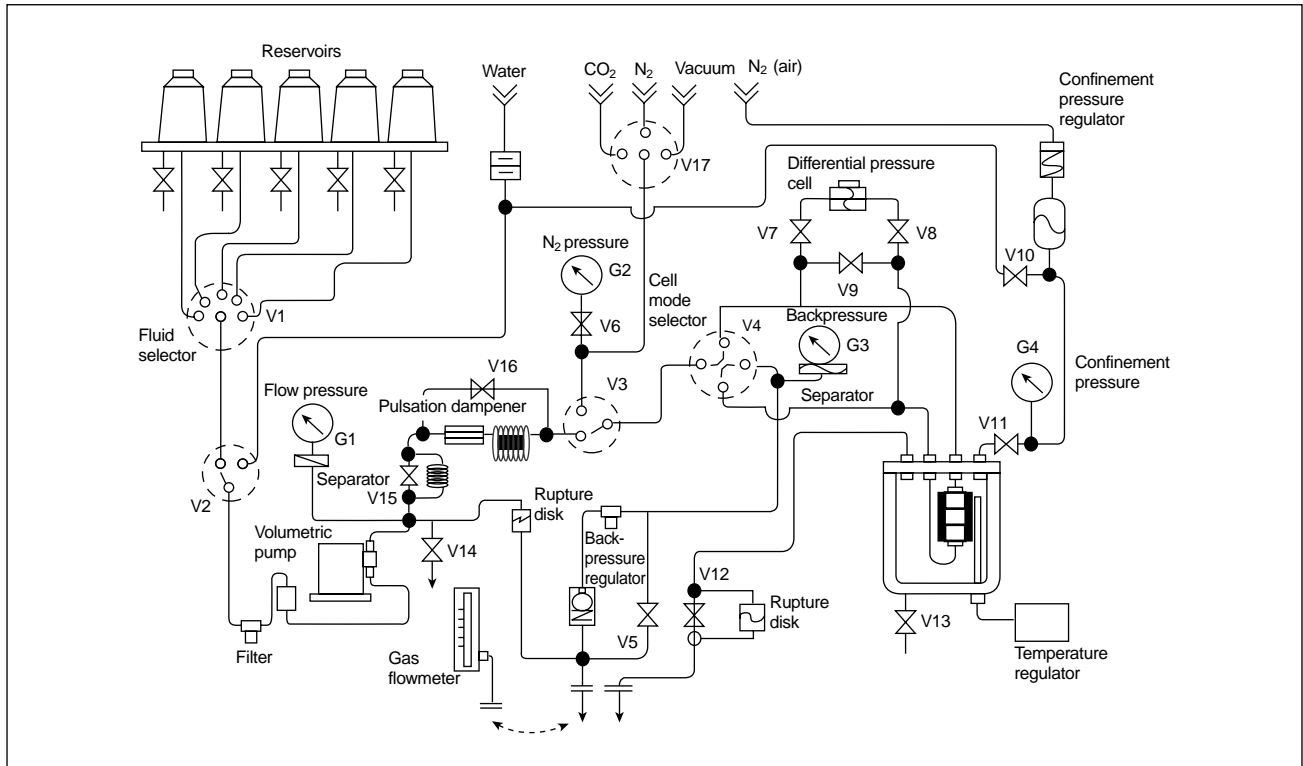 Reservoirs
Water
CO2
N2
Vacuum
N2 (air)
Confinement
pressure
regulator
V17
Differential pressure
cell
V7
V8
V9
V10
N2 pressure
G2
Cell
mode
selector
V6
V4
Backpressure
G3
G4
Confinement
pressure
V1
Fluid
selector
V16
V3
Flow pressure
G1
Pulsation dampener
Separator
Separator
V15
V11
V2
Volumetric
pump
V14
Rupture
disk
Back-
pressure
regulator
V12
Rupture
disk
V5
V13
Filter
Gas
flowmeter
Temperature
regulator